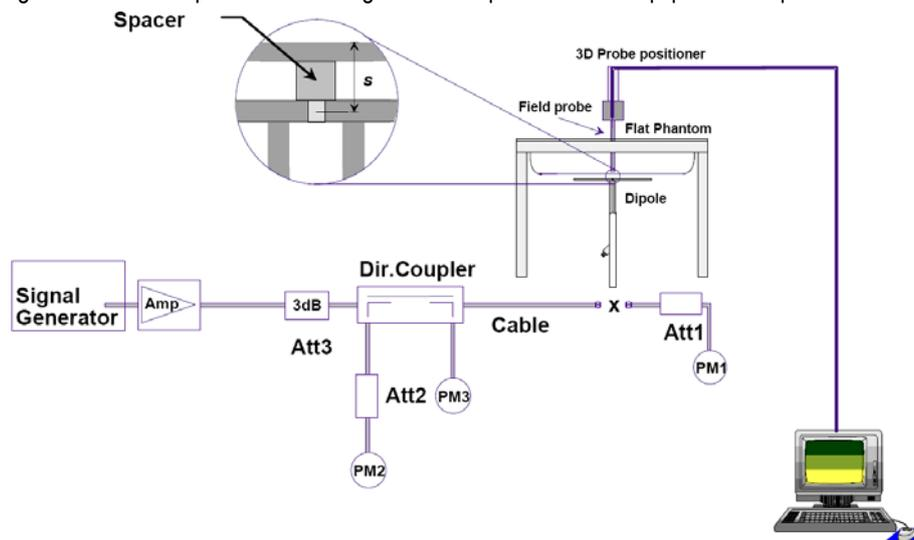 Spacer
s
3D Probe positioner
Field probe
Flat Phantom
Dipole
Dir.Coupler
Signal
Generator
Amp
3dB
Cable
x
Att1
Att3
PM1
Att2
PM3
PM2